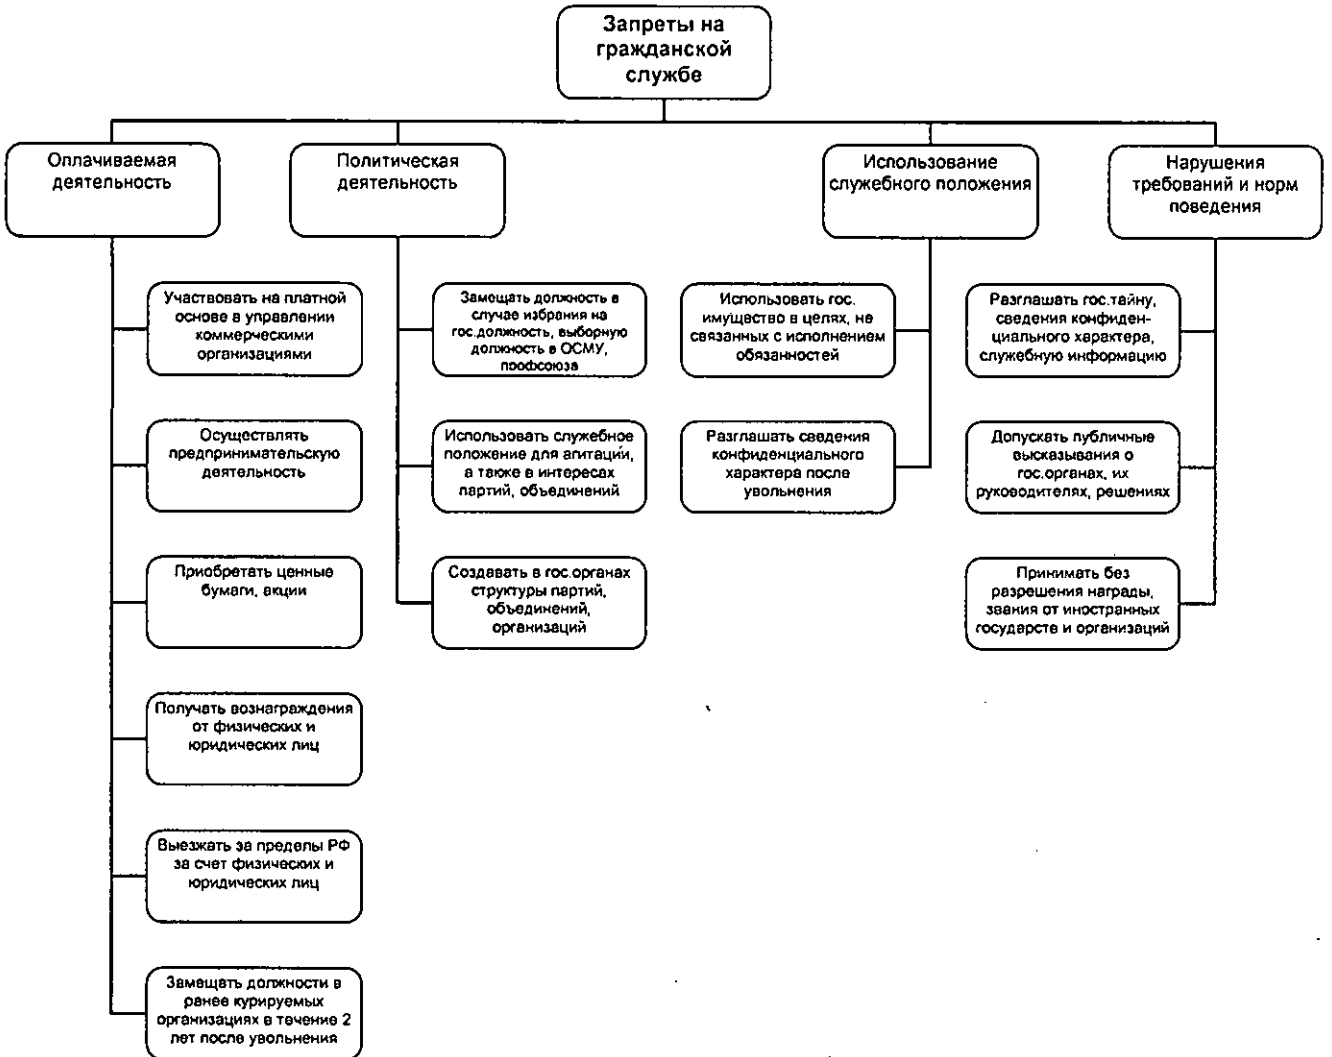 Запреты на
гражданской
службе
Оплачиваемая
деятельность
Политическая
деятельность
Использование
служебного положения
Нарушения
требований и норм
поведения
Участвовать на платной
основе в управлении
коммерческими
организациями
Осуществлять
предпринимательскую
деятельность
Приобретать ценные
бумаги, акции
Получать вознаграждения
от физических и
юридических лиц
Выезжать за пределы РФ
за счет физических и
юридических лиц
Замещать должности в
ранее курируемых
организациях в течение 2
лет после увольнения
Замещать должность в
случае избрания на
гос.должность, выборную
должность в ОСМУ,
профсоюза
Использовать служебное
положение для агитации,
а также в интересах
партий, объединений
Создавать в гос.органах
структуры партий,
объединений,
организаций
Использовать гос.
имущество в целях, не
связанных с исполнением
обязанностей
Разглашать сведения
конфиденциального
характера после
увольнения
Разглашать гос.тайну,
сведения конфиден-
циального характера,
служебную информацию
Допускать публичные
высказывания о
гос.органах, их
руководителях, решениях
Принимать без
разрешения награды,
звания от иностранных
государств и организаций